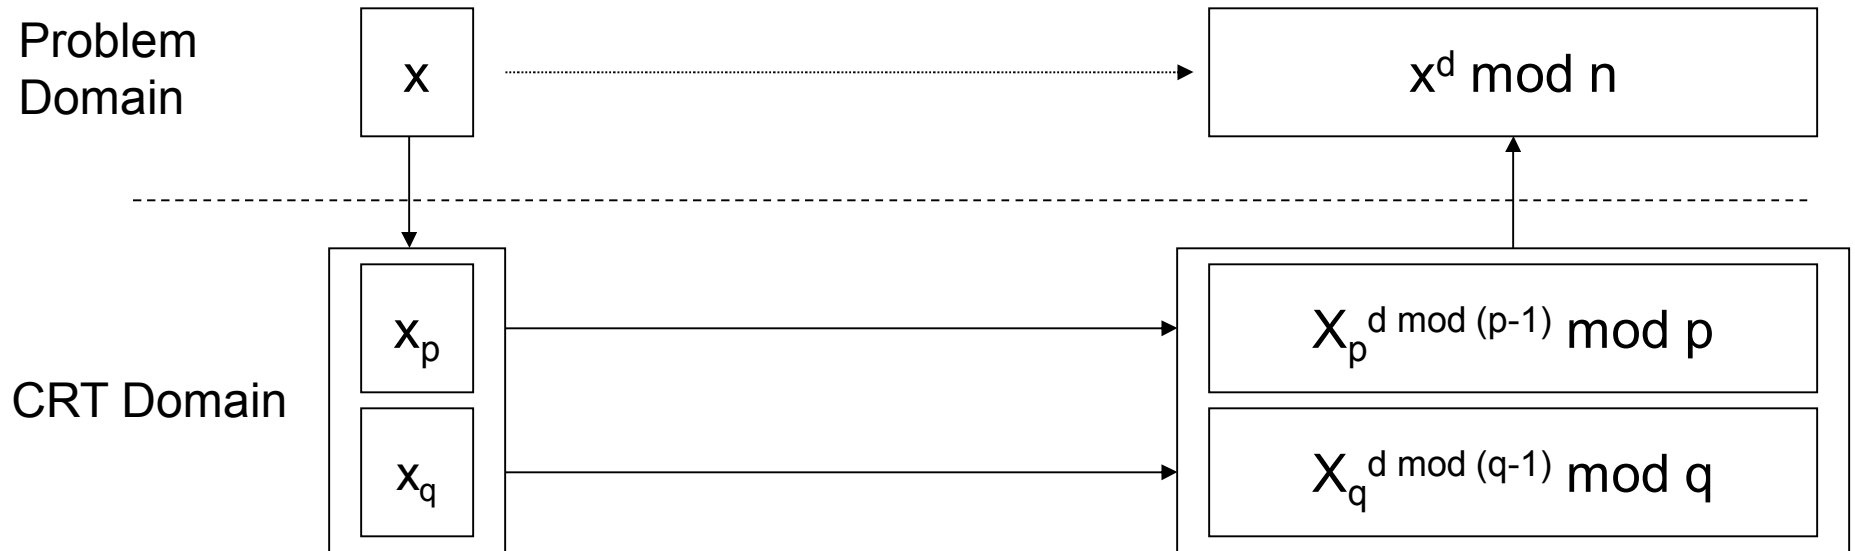 Problem
Domain
x
x^d mod n
CRT Domain
x_p
X_p^d mod (p-1) mod p
x_q
X_q^d mod (q-1) mod q